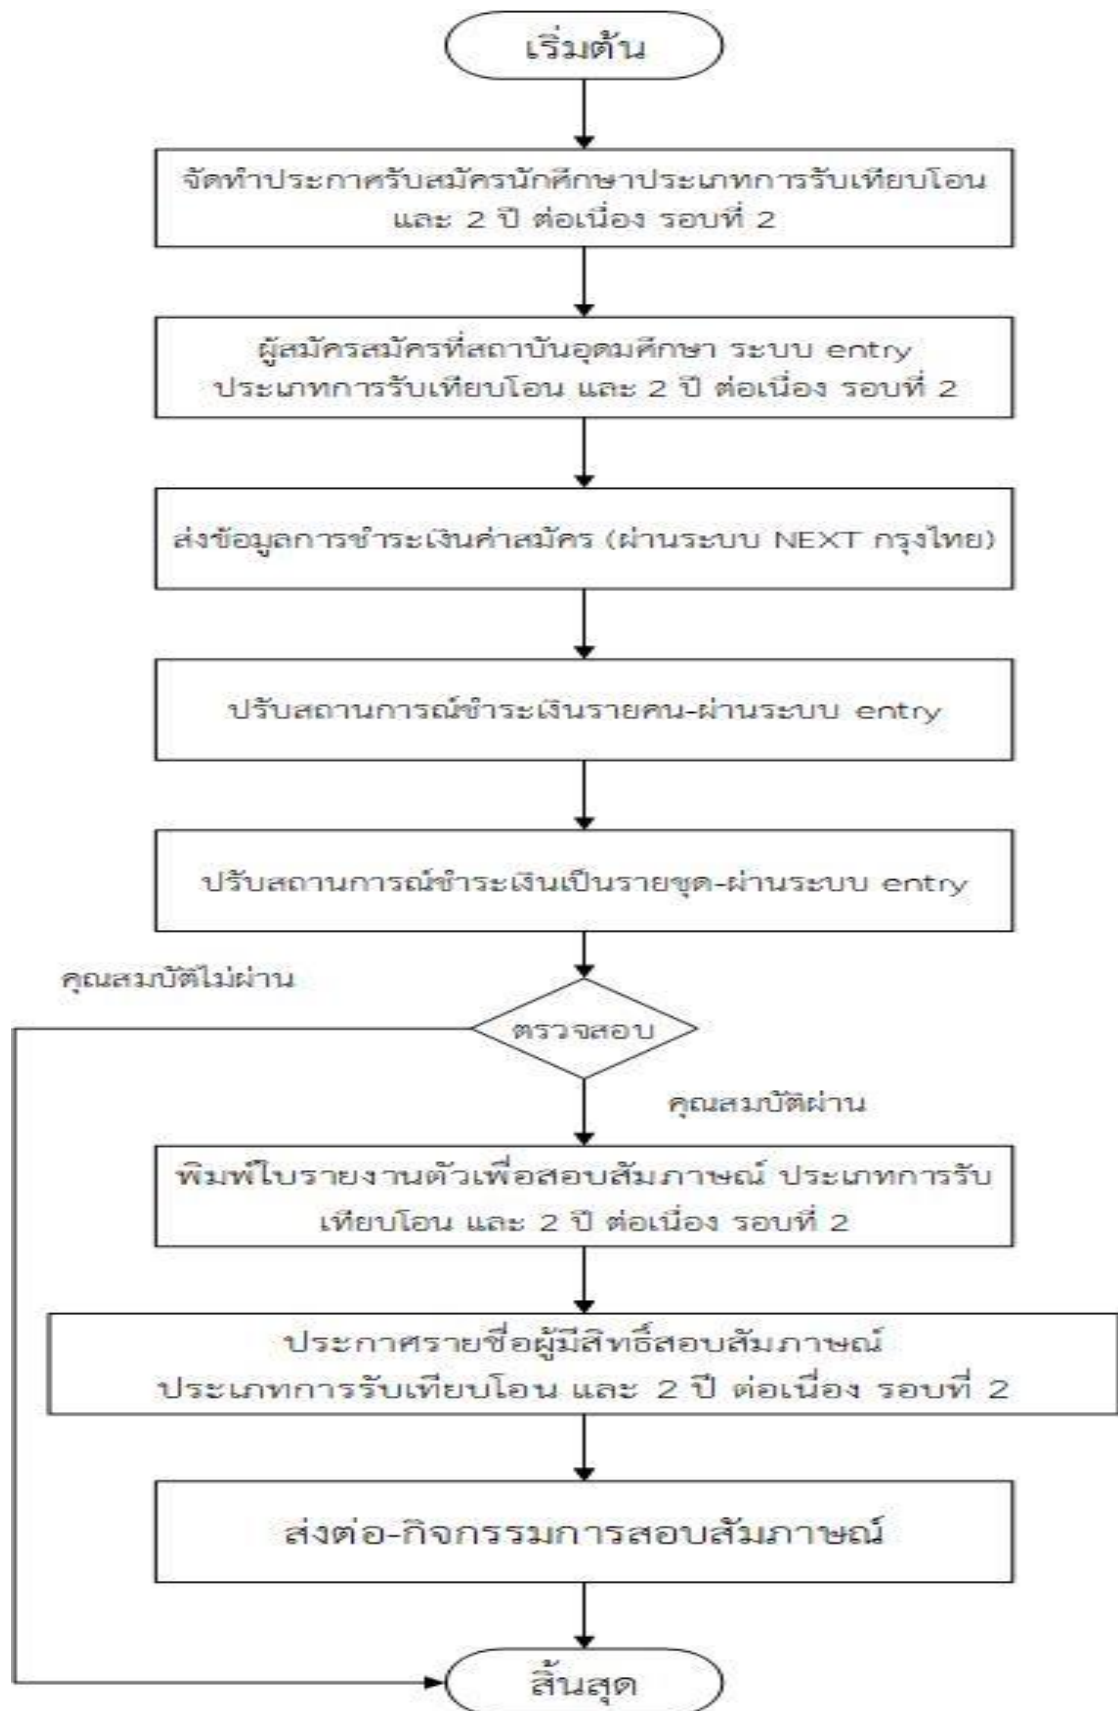 เริ่มต้น
จัดทำประกาศรับสมัครนักศึกษาประเภทการรับเทียบโอน
และ 2 ปี ต่อเนื่อง รอบที่ 2
ผู้สมัครสมัครที่สถาบันอุดมศึกษา ระบบ entry
ประเภทการรับเทียบโอน และ 2 ปี ต่อเนื่อง รอบที่ 2
ส่งข้อมูลการชำระเงินค่าสมัคร (ผ่านระบบ NEXT กรุงไทย)
ปรับสถานการณ์ชำระเงินรายคน-ผ่านระบบ entry
ปรับสถานการณ์ชำระเงินเป็นรายชุด-ผ่านระบบ entry
คุณสมบัติไม่ผ่าน
ตรวจสอบ
คุณสมบัติผ่าน
พิมพ์ใบรายงานตัวเพื่อสอบสัมภาษณ์ ประเภทการรับ
เทียบโอน และ 2 ปี ต่อเนื่อง รอบที่ 2
ประกาศรายชื่อผู้มีสิทธิ์สอบสัมภาษณ์
ประเภทการรับเทียบโอน และ 2 ปี ต่อเนื่อง รอบที่ 2
ส่งต่อ-กิจกรรมการสอบสัมภาษณ์
สิ้นสุด